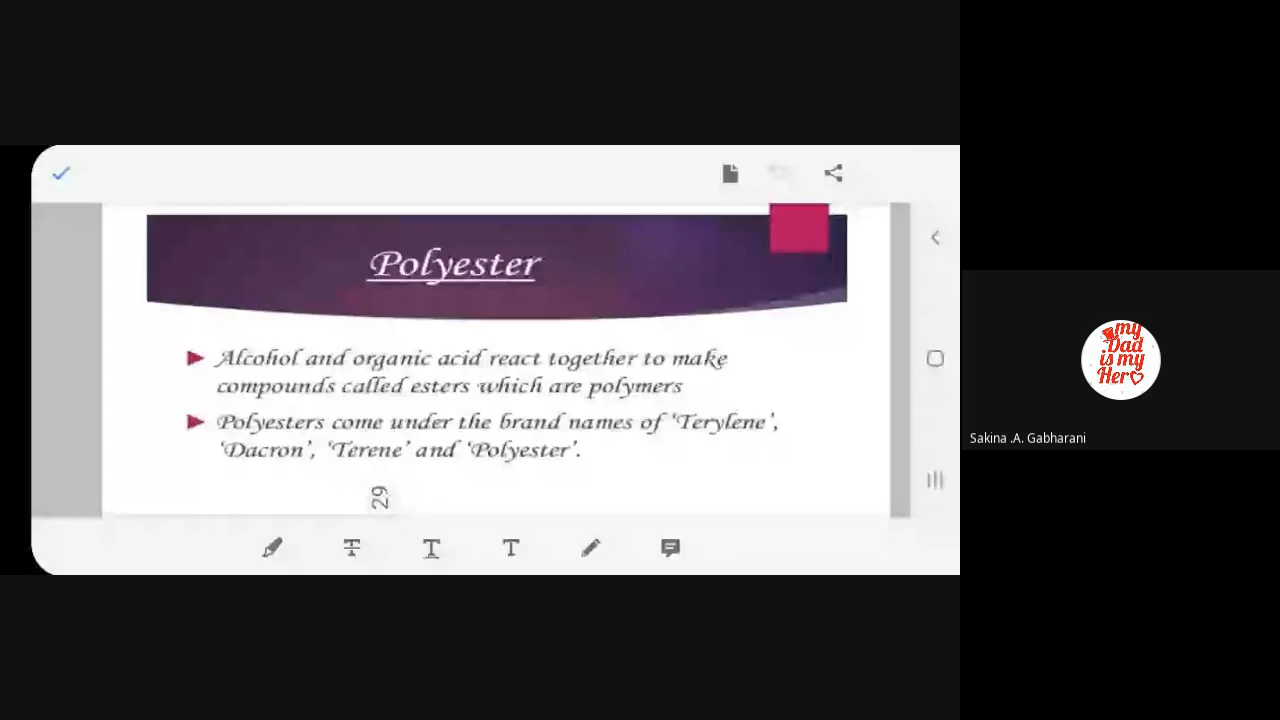 Polyester
Alcohol and organic acid react together to make
compounds called esters which are polymers
Polyesters come under the brand names of ‘Terylene’,
‘Dacron’, ‘Terene’ and ‘Polyester’.
29
my
Dad
is my
Her
Sakina .A. Gabharani